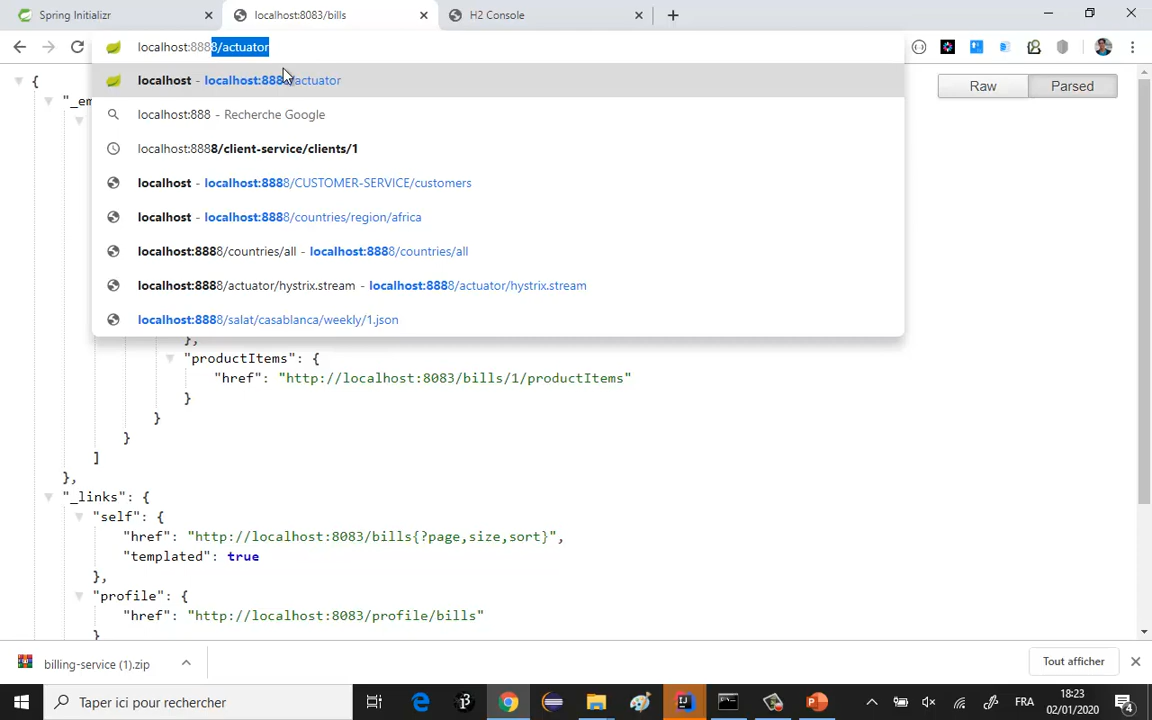 Spring Initializr
localhost:8083/bills
H2 Console
localhost:8888/actuator
localhost - localhost:888/actuator
localhost:888 - Recherche Google
localhost:8888/client-service/clients/1
localhost - localhost:8888/CUSTOMER-SERVICE/customers
localhost - localhost:8888/countries/region/africa
localhost:8888/countries/all - localhost:8888/countries/all
localhost:8888/actuator/hystrix.stream - localhost:8888/actuator/hystrix.stream
localhost:8888/salat/casablanca/weekly/1.json
Raw
Parsed
{
"_em
},
"productItems": {
"href": "http://localhost:8083/bills/1/productItems"
}
}
}
]
},
"_links": {
"self": {
"href": "http://localhost:8083/bills{?page,size,sort}",
"templated": true
},
"profile": {
"href": "http://localhost:8083/profile/bills"
}
billing-service (1).zip
Tout afficher
Taper ici pour rechercher
FRA
18:23
02/01/2020
4